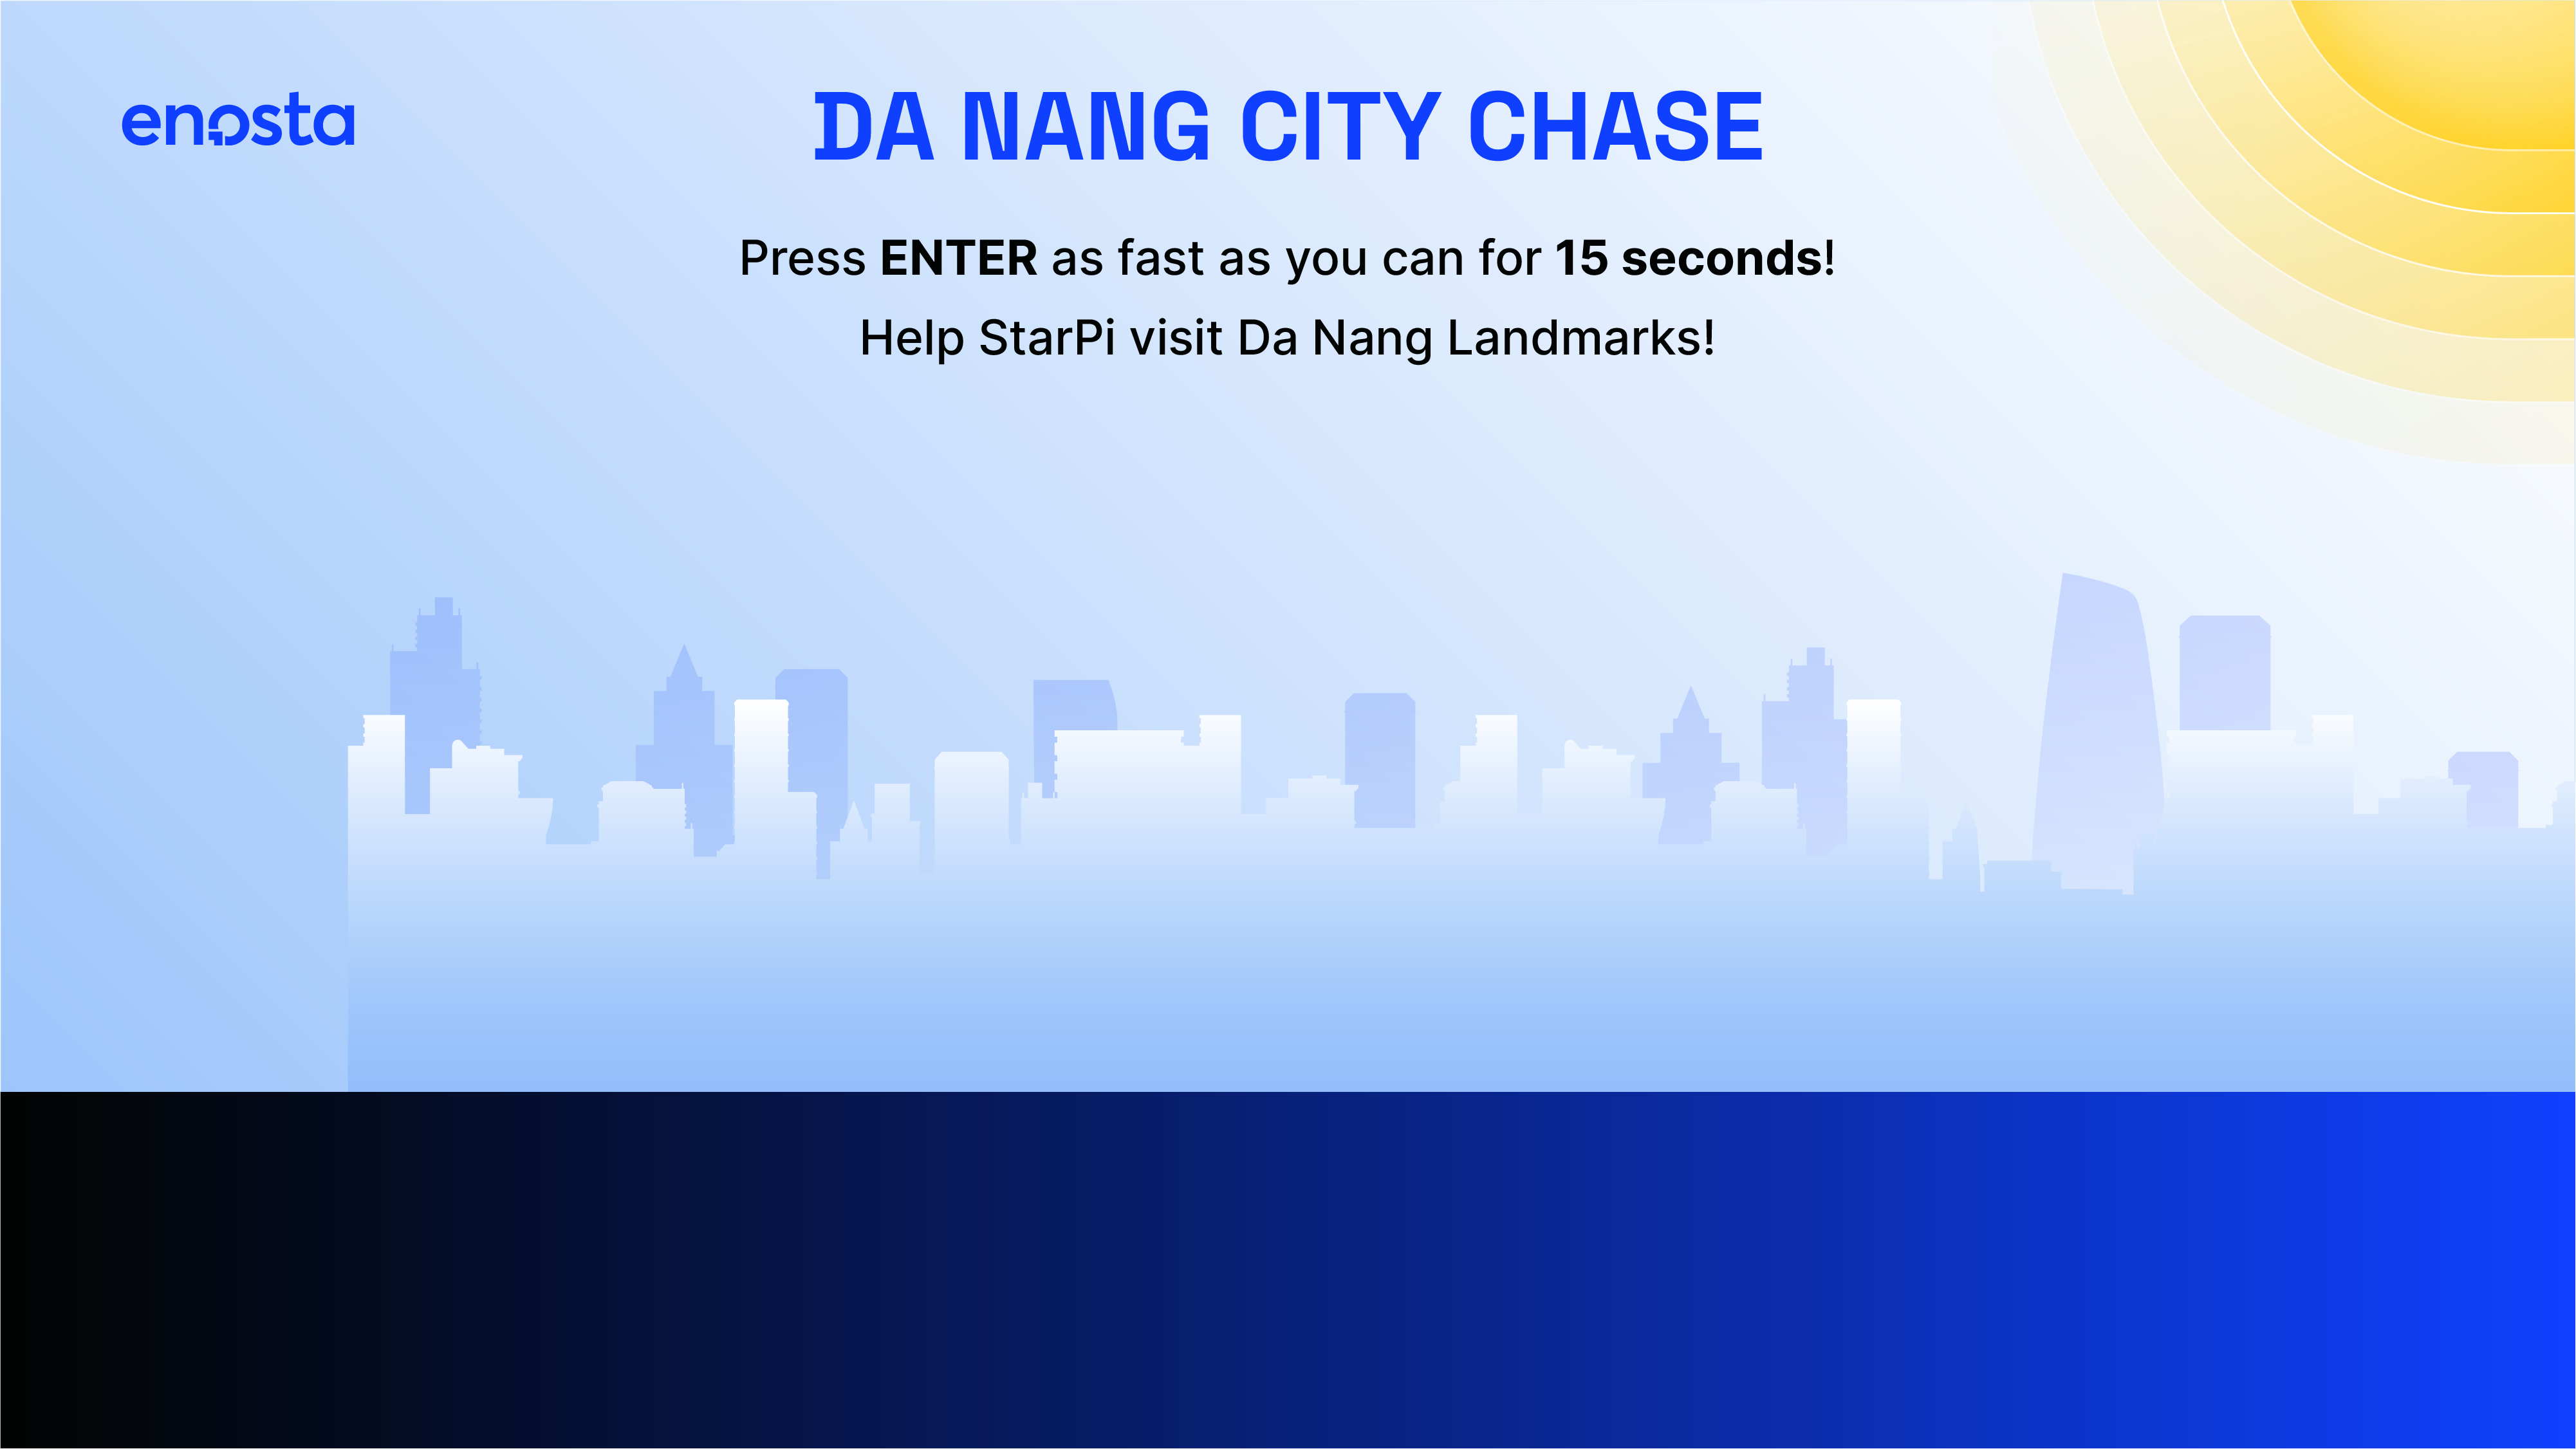 enosta
DA NANG CITY CHASE
Press ENTER as fast as you can for 15 seconds!
Help StarPi visit Da Nang Landmarks!